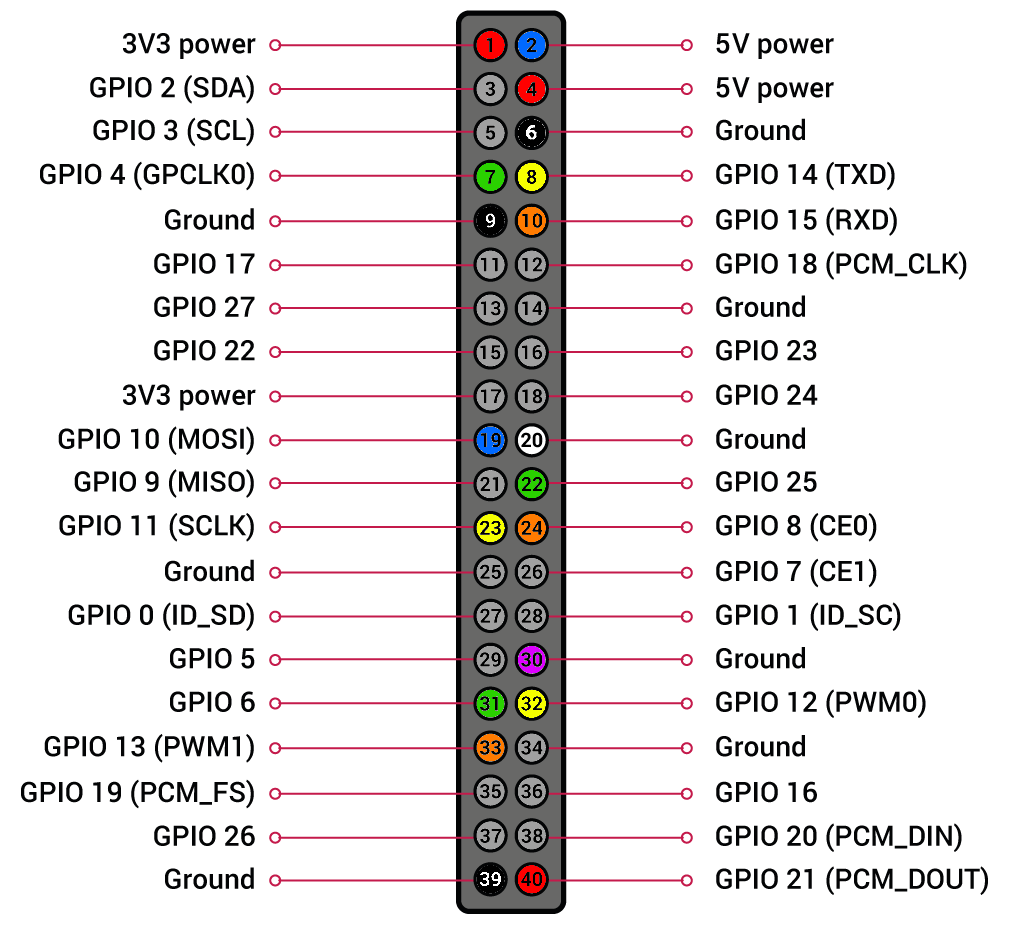 3V3 power 1 2 5V power
GPIO 2 (SDA) 3 4 5V power
GPIO 3 (SCL) 5 6 Ground
GPIO 4 (GPCLK0) 7 8 GPIO 14 (TXD)
Ground 9 10 GPIO 15 (RXD)
GPIO 17 11 12 GPIO 18 (PCM_CLK)
GPIO 27 13 14 Ground
GPIO 22 15 16 GPIO 23
3V3 power 17 18 GPIO 24
GPIO 10 (MOSI) 19 20 Ground
GPIO 9 (MISO) 21 22 GPIO 25
GPIO 11 (SCLK) 23 24 GPIO 8 (CE0)
Ground 25 26 GPIO 7 (CE1)
GPIO 0 (ID_SD) 27 28 GPIO 1 (ID_SC)
GPIO 5 29 30 Ground
GPIO 6 31 32 GPIO 12 (PWM0)
GPIO 13 (PWM1) 33 34 Ground
GPIO 19 (PCM_FS) 35 36 GPIO 16
GPIO 26 37 38 GPIO 20 (PCM_DIN)
Ground 39 40 GPIO 21 (PCM_DOUT)